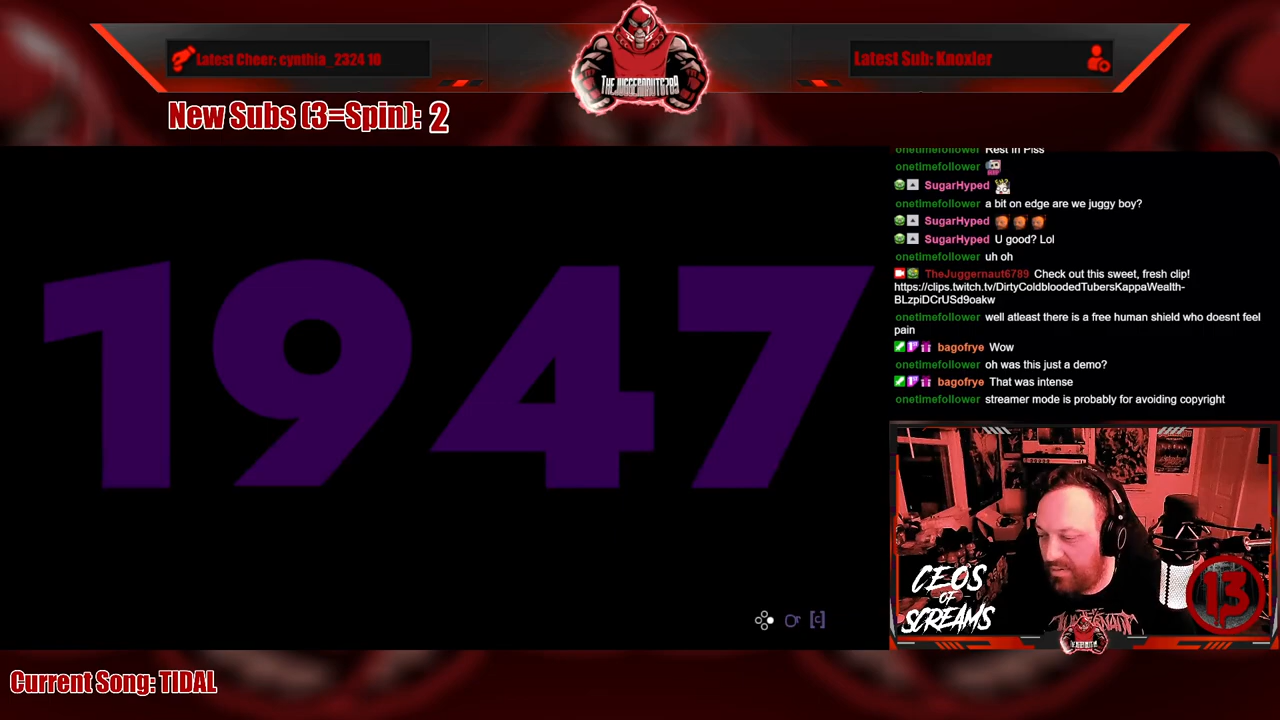 Latest Cheer: cynthia_2324 10
Latest Sub: Knoxler
THEJUGGERNAUT6789
New Subs (3=Spin): 2
onetimefollower Rest in Piss
onetimefollower
SugarHyped
onetimefollower a bit on edge are we juggy boy?
SugarHyped
SugarHyped U good? Lol
onetimefollower uh oh
TheJuggernaut6789 Check out this sweet, fresh clip!
https://clips.twitch.tv/DirtyColdbloodedTubersKappaWealth-
BLzpiDCrUSd9oakw
onetimefollower well atleast there is a free human shield who doesnt feel
pain
bagofrye Wow
onetimefollower oh was this just a demo?
bagofrye That was intense
onetimefollower streamer mode is probably for avoiding copyright
1947
or [c]
CEOS
OF
SCREAMS
13
Current Song: TIDAL